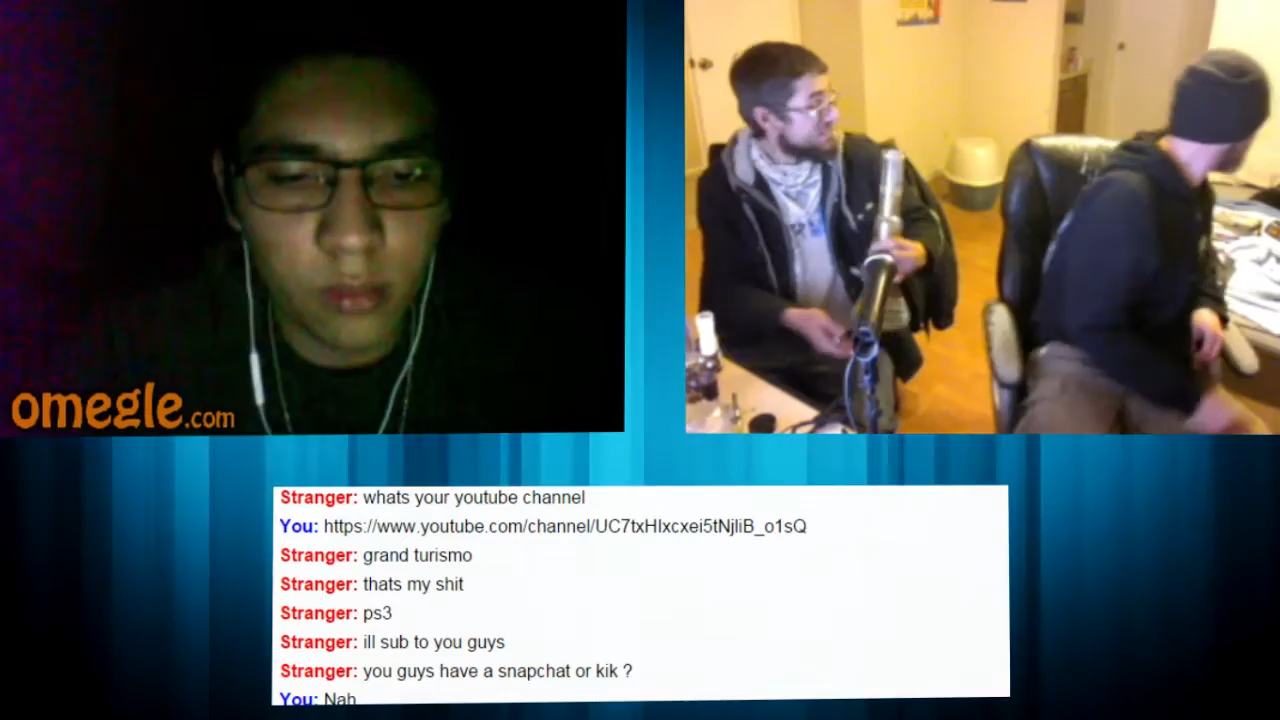 omegle.com
Stranger: whats your youtube channel
You: https://www.youtube.com/channel/UC7txHIxcxei5tNjliB_o1sQ
Stranger: grand turismo
Stranger: thats my shit
Stranger: ps3
Stranger: ill sub to you guys
Stranger: you guys have a snapchat or kik ?
You: Nah